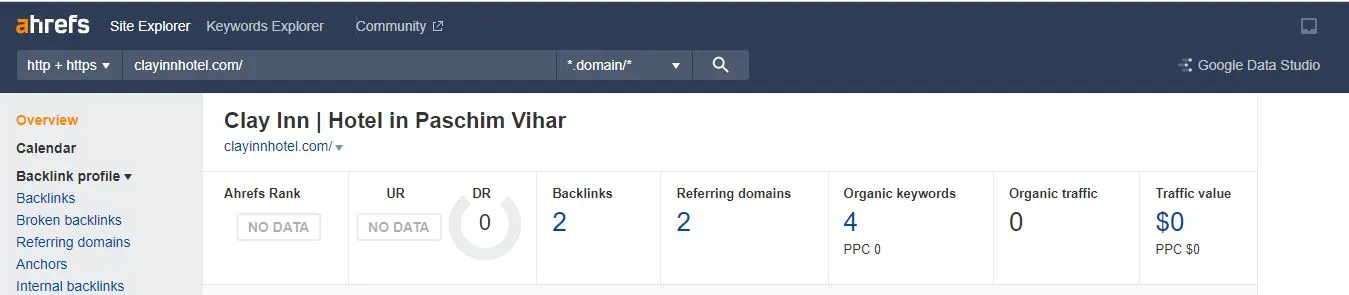 ahrefs Site Explorer Keywords Explorer Community
http + https clayinnhotel.com/ *.domain/* Google Data Studio
Overview
Calendar
Backlink profile
Backlinks
Broken backlinks
Referring domains
Anchors
Internal backlinks
Clay Inn | Hotel in Paschim Vihar
clayinnhotel.com/
Ahrefs Rank
NO DATA
UR
NO DATA
DR
0
Backlinks
2
Referring domains
2
Organic keywords
4
PPC 0
Organic traffic
0
Traffic value
$0
PPC $0